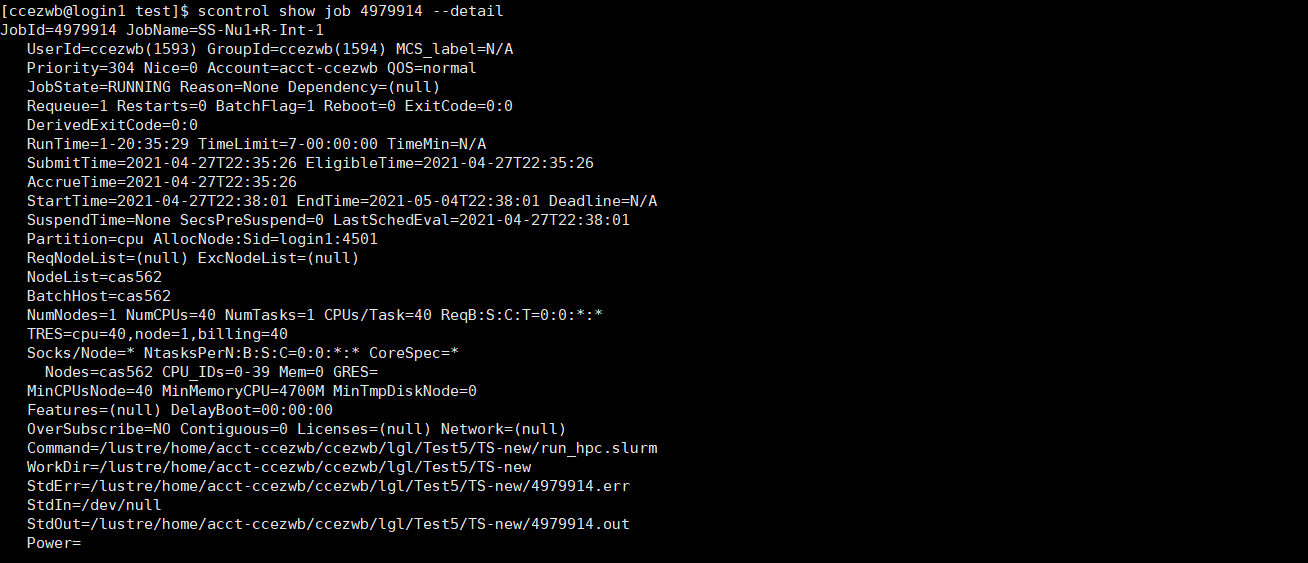 [ccezwb@login1 test]$ scontrol show job 4979914 --detail
JobId=4979914 JobName=SS-Nu1+R-Int-1
UserId=ccezwb(1593) GroupId=ccezwb(1594) MCS_label=N/A
Priority=304 Nice=0 Account=acct-ccezwb QOS=normal
JobState=RUNNING Reason=None Dependency=(null)
Requeue=1 Restarts=0 BatchFlag=1 Reboot=0 ExitCode=0:0
DerivedExitCode=0:0
RunTime=1-20:35:29 TimeLimit=7-00:00:00 TimeMin=N/A
SubmitTime=2021-04-27T22:35:26 EligibleTime=2021-04-27T22:35:26
AccrueTime=2021-04-27T22:35:26
StartTime=2021-04-27T22:38:01 EndTime=2021-05-04T22:38:01 Deadline=N/A
SuspendTime=None SecsPreSuspend=0 LastSchedEval=2021-04-27T22:38:01
Partition=cpu AllocNode:Sid=login1:4501
ReqNodeList=(null) ExcNodeList=(null)
NodeList=cas562
BatchHost=cas562
NumNodes=1 NumCPUs=40 NumTasks=1 CPUs/Task=40 ReqB:S:C:T=0:0:*:*
TRES=cpu=40,node=1,billing=40
Socks/Node=* NtasksPerN:B:S:C=0:0:*:* CoreSpec=*
Nodes=cas562 CPU_IDs=0-39 Mem=0 GRES=
MinCPUsNode=40 MinMemoryCPU=4700M MinTmpDiskNode=0
Features=(null) DelayBoot=00:00:00
OverSubscribe=NO Contiguous=0 Licenses=(null) Network=(null)
Command=/lustre/home/acct-ccezwb/ccezwb/lgl/Test5/TS-new/run_hpc.slurm
WorkDir=/lustre/home/acct-ccezwb/ccezwb/lgl/Test5/TS-new
StdErr=/lustre/home/acct-ccezwb/ccezwb/lgl/Test5/TS-new/4979914.err
StdIn=/dev/null
StdOut=/lustre/home/acct-ccezwb/ccezwb/lgl/Test5/TS-new/4979914.out
Power=